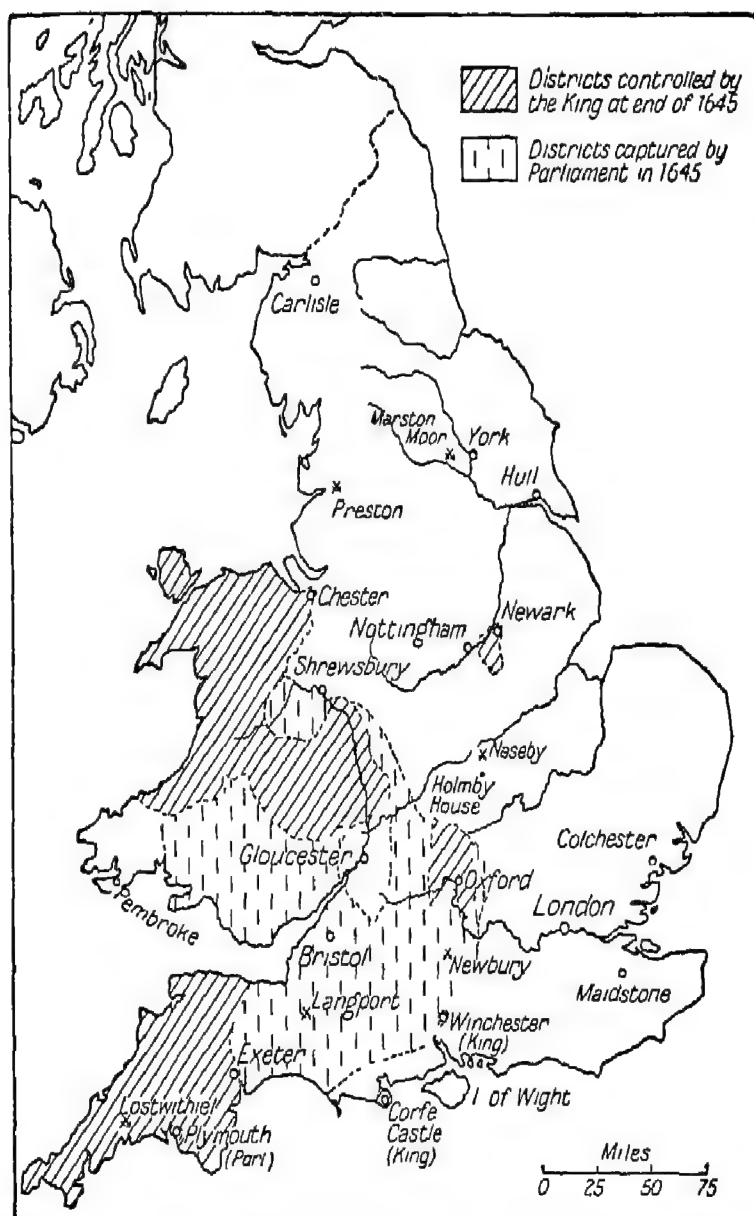 Districts controlled by
the King at end of 1645
Districts captured by
Parliament in 1645
Carlisle
Marston
Moor
York
Hull
Preston
Chester
Nottingham
Newark
Shrewsbury
Naseby
Holmby
House
Gloucester
Colchester
Oxford
Pembroke
London
Bristol
Newbury
Maidstone
Langport
Winchester
(King)
Exeter
I of Wight
Lostwithiel
Plymouth
(Parl)
Corfe
Castle
(King)
Miles
0 25 50 75